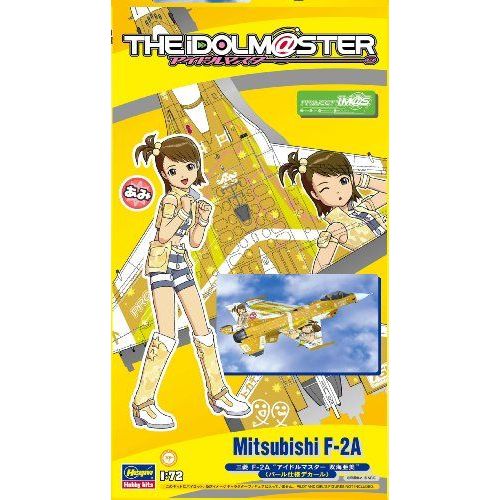 THE iDOLM@STER
アイドルマスター
PROJECT iM@S
あみ
Mitsubishi F-2A
三菱 F-2A “アイドルマスター 双海亜美”
(パール仕様デカール)
Hasegawa
Hobby kits
1:72